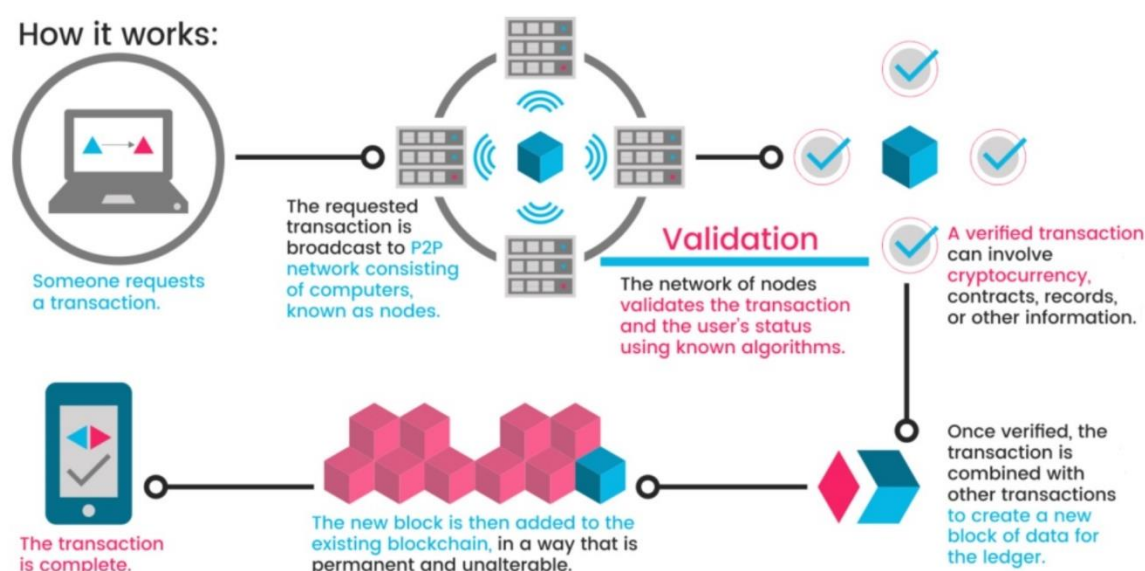 How it works:
Someone requests
a transaction.
The requested
transaction is
broadcast to P2P
network consisting
of computers,
known as nodes.
Validation
The network of nodes
validates the transaction
and the user's status
using known algorithms.
A verified transaction
can involve
cryptocurrency,
contracts, records,
or other information.
Once verified, the
transaction is
combined with
other transactions
to create a new
block of data for
the ledger.
The new block is then added to the
existing blockchain, in a way that is
permanent and unalterable.
The transaction
is complete.